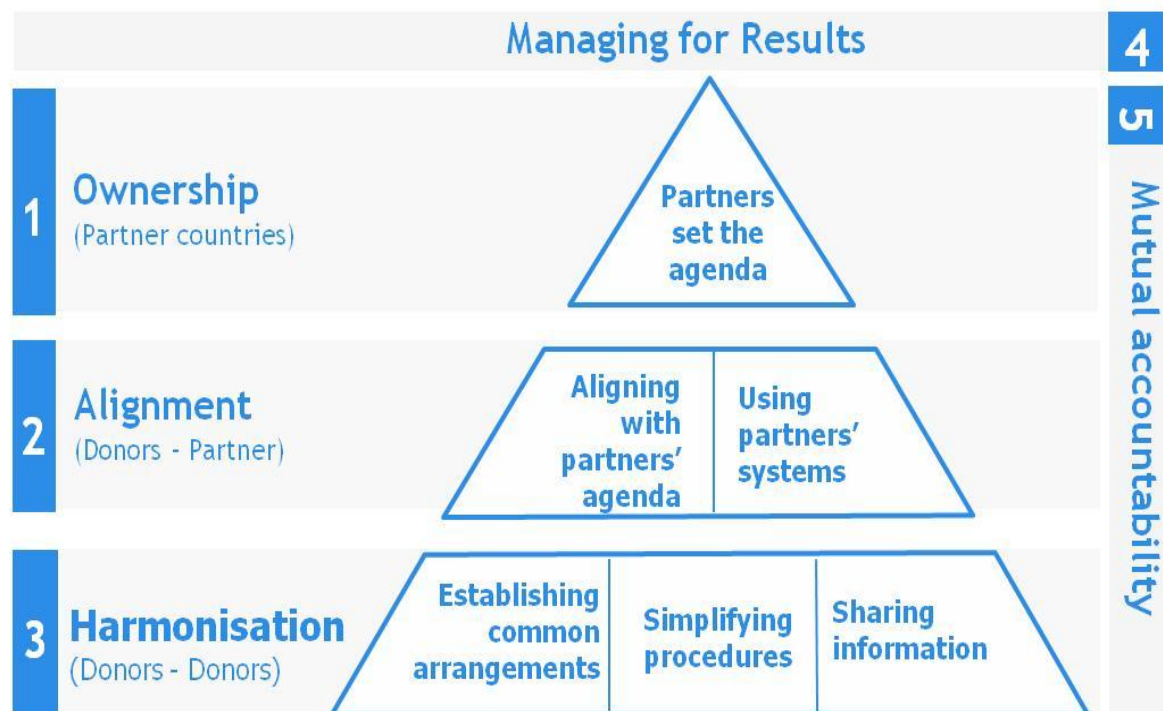 Managing for Results
4
5
Mutual accountability
1
Ownership
(Partner countries)
Partners
set the
agenda
2
Alignment
(Donors - Partner)
Aligning
with
partners'
agenda
Using
partners'
systems
3
Harmonisation
(Donors - Donors)
Establishing
common
arrangements
Simplifying
procedures
Sharing
information